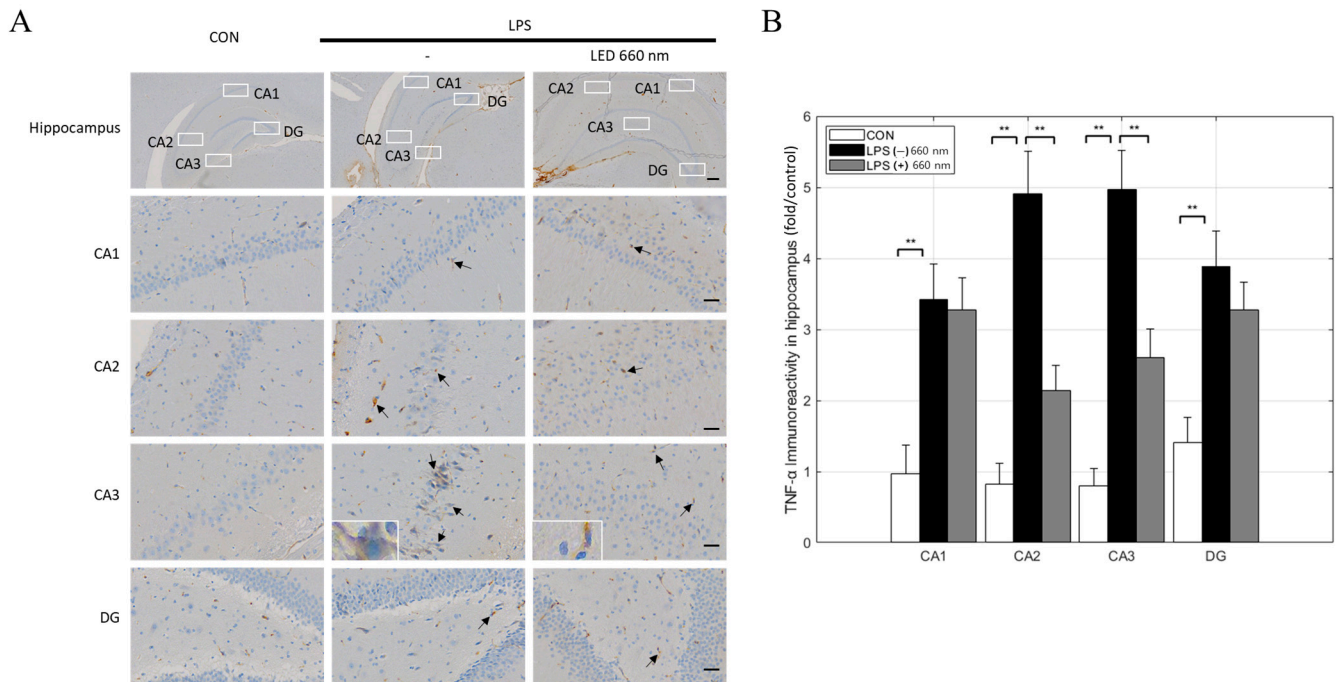 A
CON
LPS
-
LED 660 nm
Hippocampus
CA1
DG
CA2
CA3
CA1
DG
CA2
CA3
CA2
CA1
CA3
DG
CA1
CA2
CA3
DG
B
TNF-α Immunoreactivity in hippocampus (fold/control)
6
5
4
3
2
1
0
CON
LPS (−) 660 nm
LPS (+) 660 nm
**
**
**
**
**
**
CA1
CA2
CA3
DG